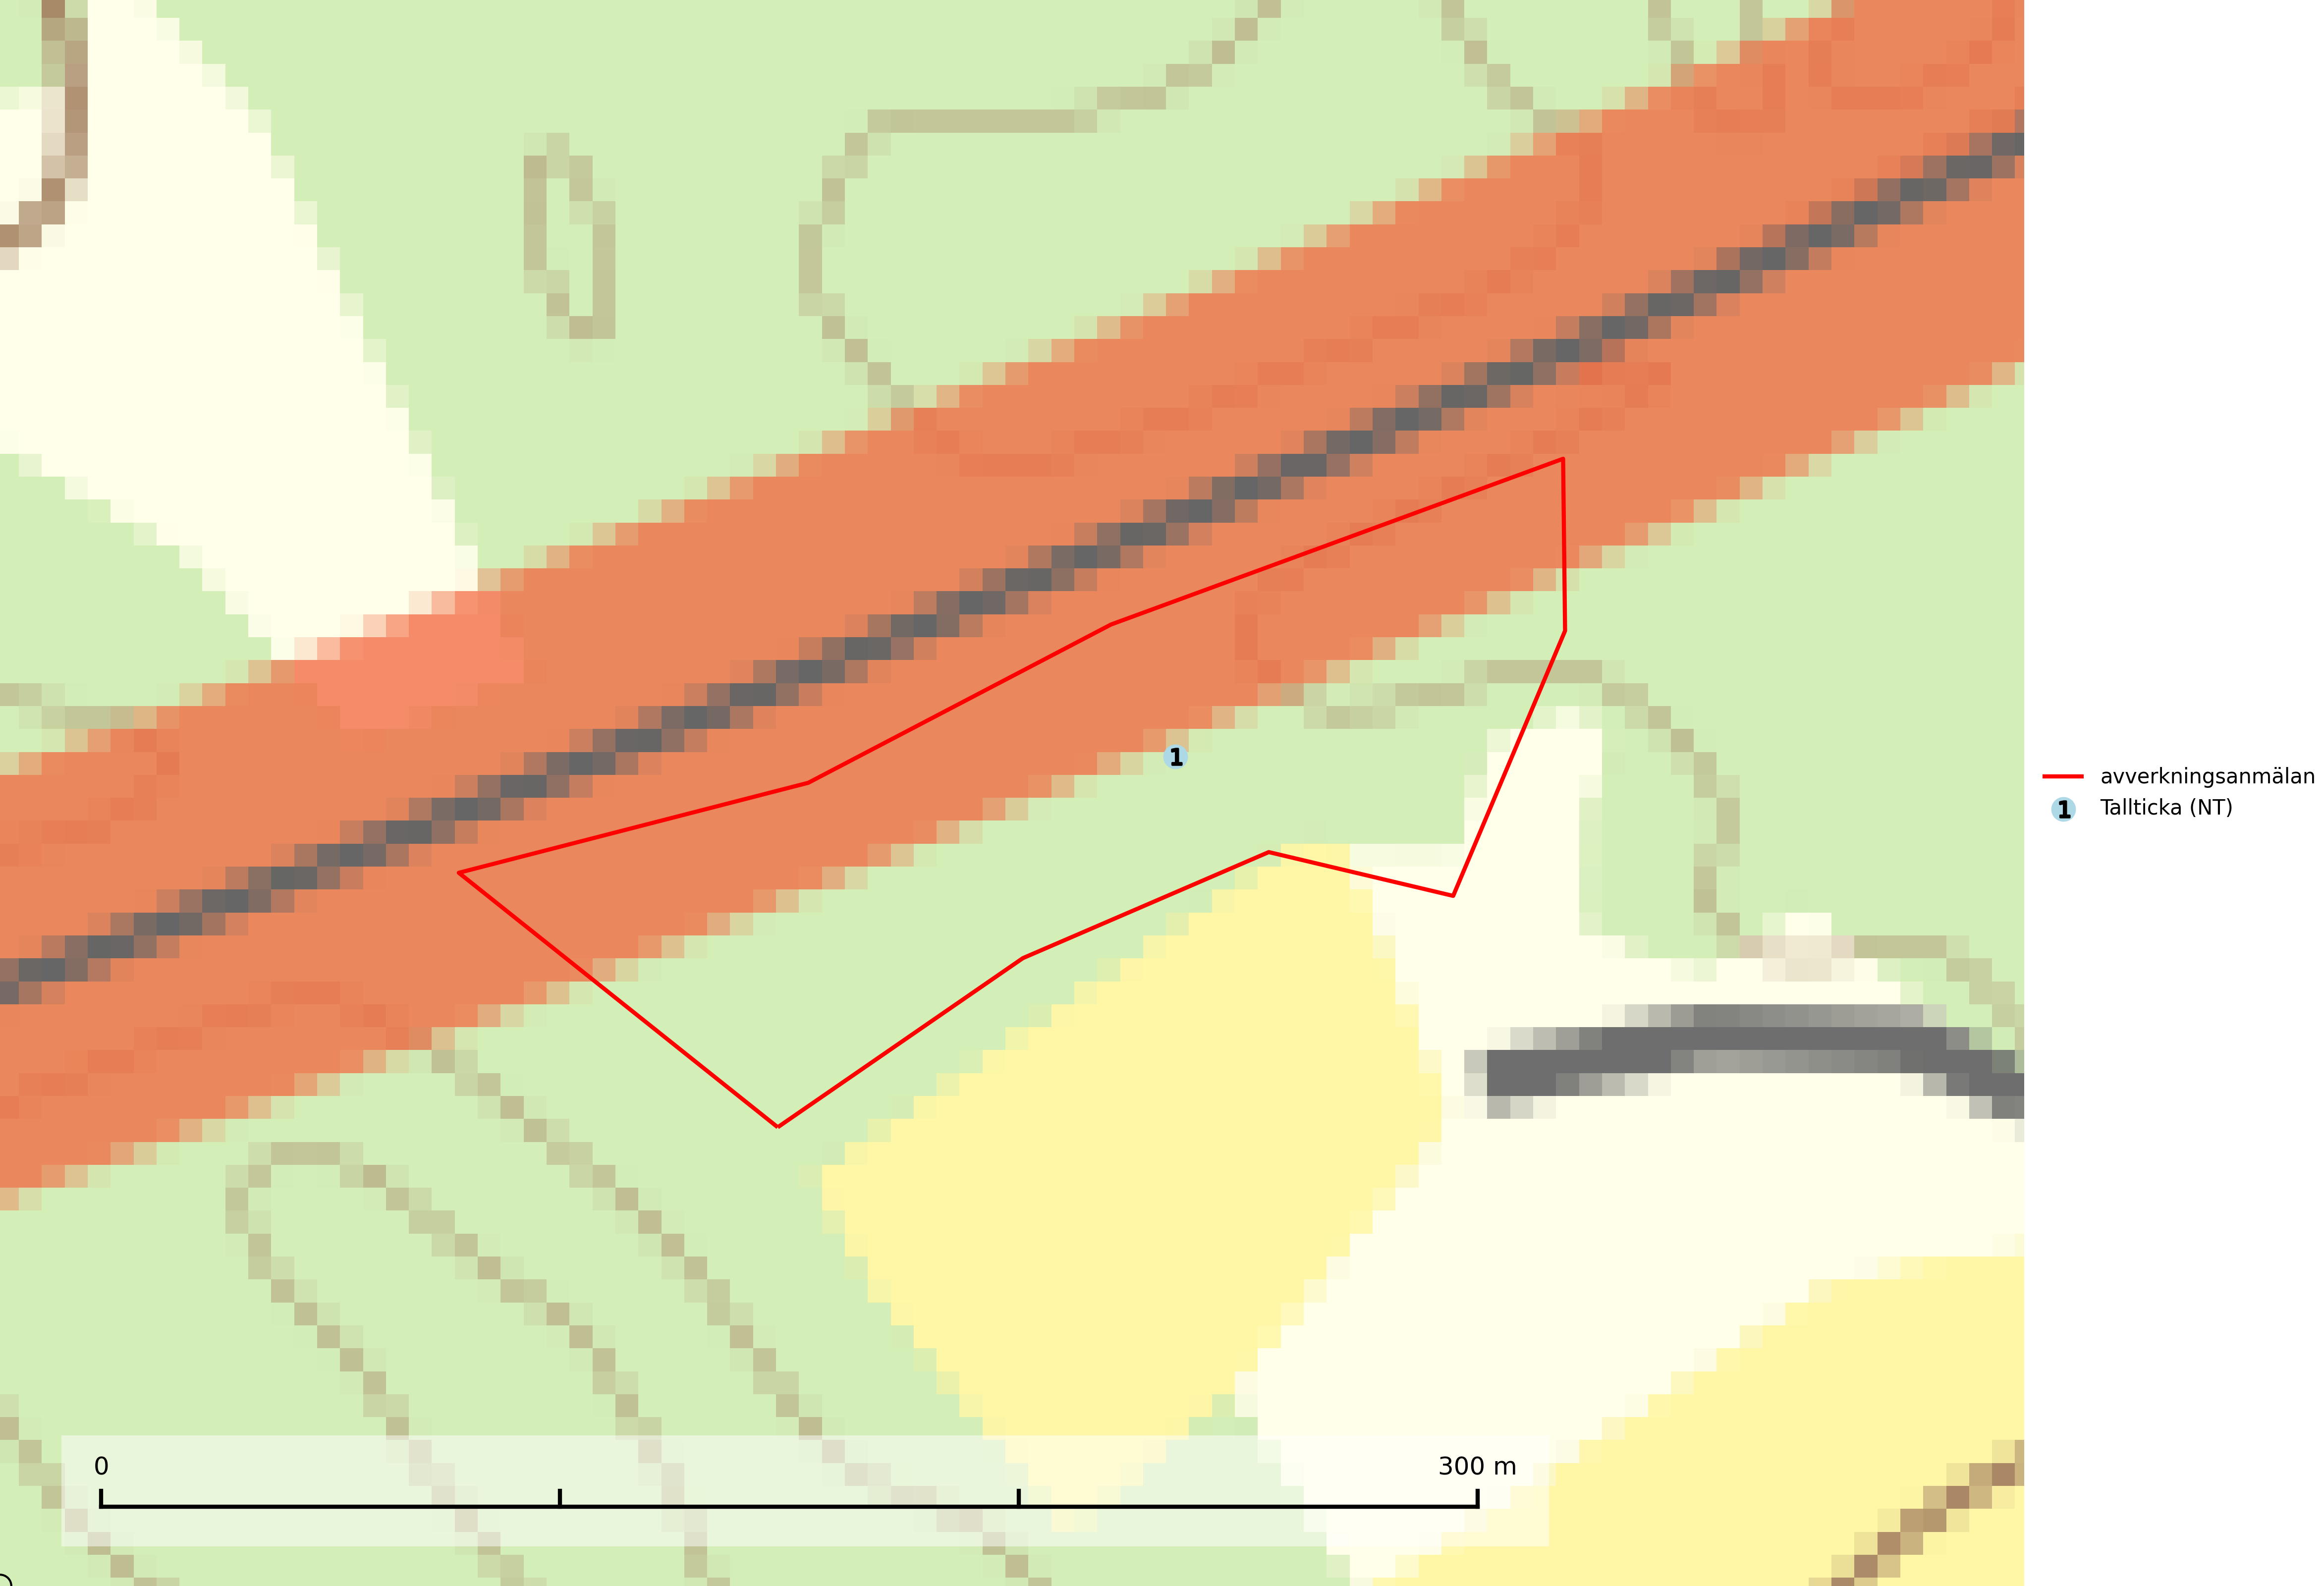 1
avverkningsanmälan
1 Tallticka (NT)
0 300 m